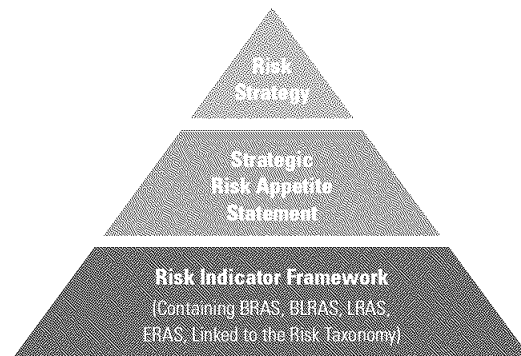 Risk
Strategy
Strategic
Risk Appetite
Statement
Risk Indicator Framework
(Containing BRAS, BLRAS, LRAS,
ERAS, Linked to the Risk Taxonomy)